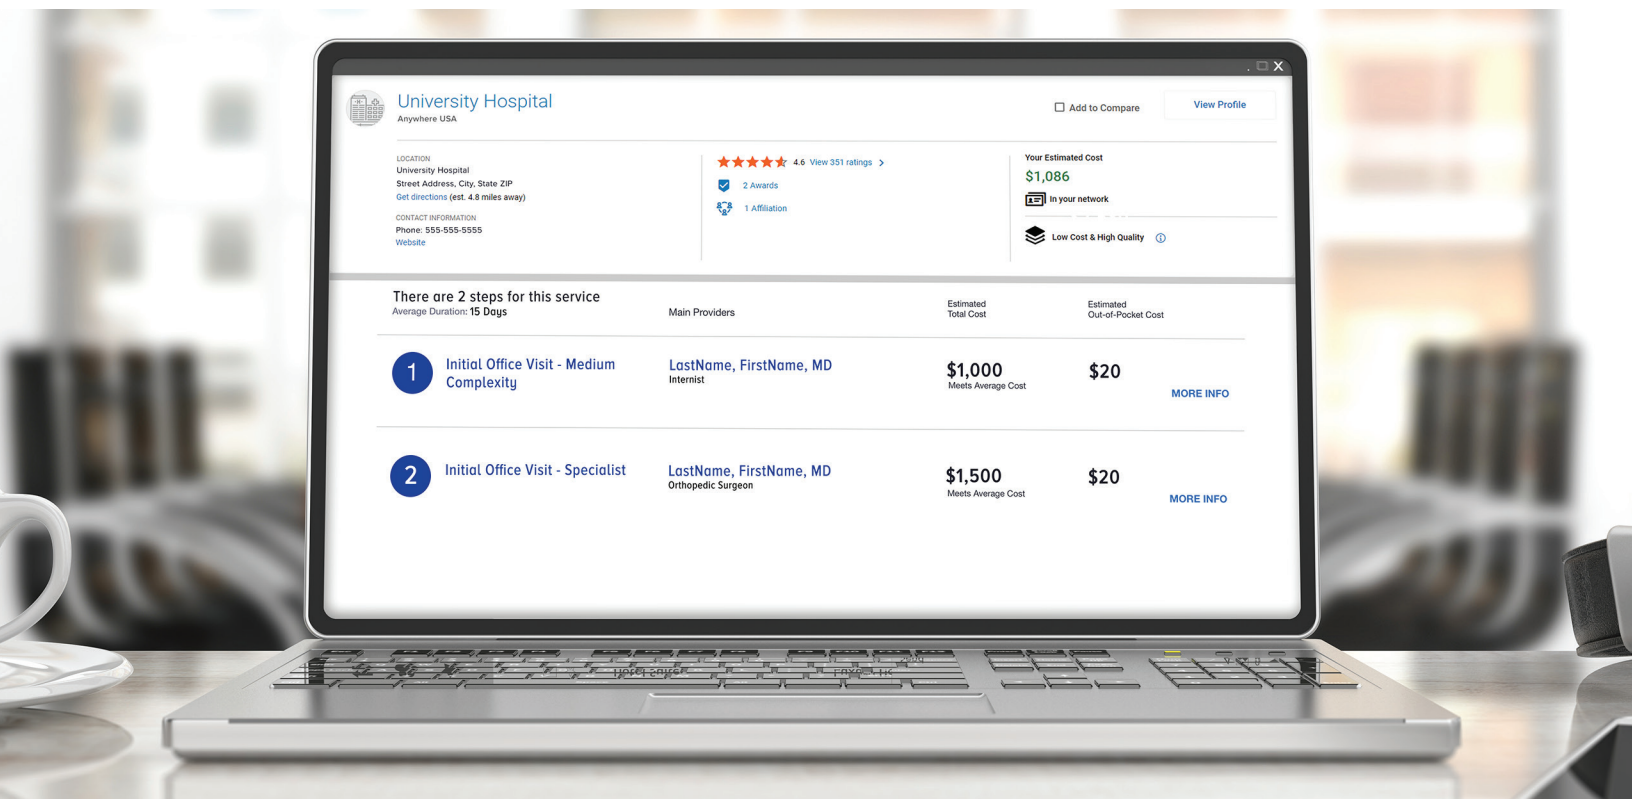 X
University Hospital
Anywhere USA
Add to Compare
View Profile
LOCATION
University Hospital
Street Address, City, State ZIP
Get directions (est. 4.8 miles away)
CONTACT INFORMATION
Phone: 555-555-5555
Website
4.6 View 351 ratings >
2 Awards
1 Affiliation
Your Estimated Cost
$1,086
In your network
Low Cost & High Quality
There are 2 steps for this service
Average Duration: 15 Days
Main Providers
Estimated
Total Cost
Estimated
Out-of-Pocket Cost
1
Initial Office Visit - Medium
Complexity
LastName, FirstName, MD
Internist
$1,000
Meets Average Cost
$20
MORE INFO
2
Initial Office Visit - Specialist
LastName, FirstName, MD
Orthopedic Surgeon
$1,500
Meets Average Cost
$20
MORE INFO